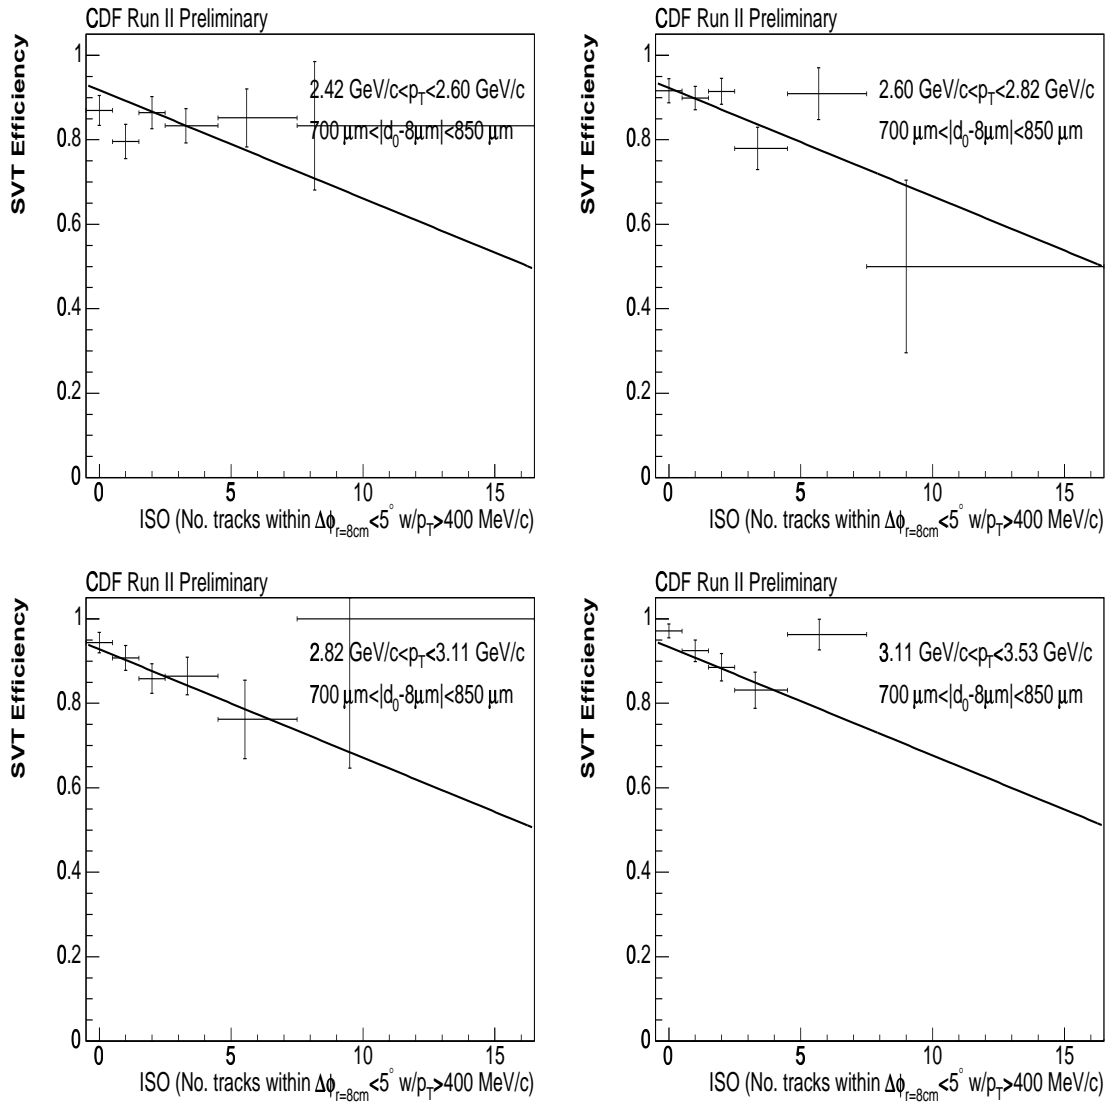 CDF Run II Preliminary
SVT Efficiency
1
0.8
0.6
0.4
0.2
0
2.42 GeV/c<p_T<2.60 GeV/c
700 μm<|d_0-8μm|<850 μm
0 5 10 15
ISO (No. tracks within Δϕ_r=8cm<5° w/p_T>400 MeV/c)
CDF Run II Preliminary
SVT Efficiency
1
0.8
0.6
0.4
0.2
0
2.60 GeV/c<p_T<2.82 GeV/c
700 μm<|d_0-8μm|<850 μm
0 5 10 15
ISO (No. tracks within Δϕ_r=8cm<5° w/p_T>400 MeV/c)
CDF Run II Preliminary
SVT Efficiency
1
0.8
0.6
0.4
0.2
0
2.82 GeV/c<p_T<3.11 GeV/c
700 μm<|d_0-8μm|<850 μm
0 5 10 15
ISO (No. tracks within Δϕ_r=8cm<5° w/p_T>400 MeV/c)
CDF Run II Preliminary
SVT Efficiency
1
0.8
0.6
0.4
0.2
0
3.11 GeV/c<p_T<3.53 GeV/c
700 μm<|d_0-8μm|<850 μm
0 5 10 15
ISO (No. tracks within Δϕ_r=8cm<5° w/p_T>400 MeV/c)